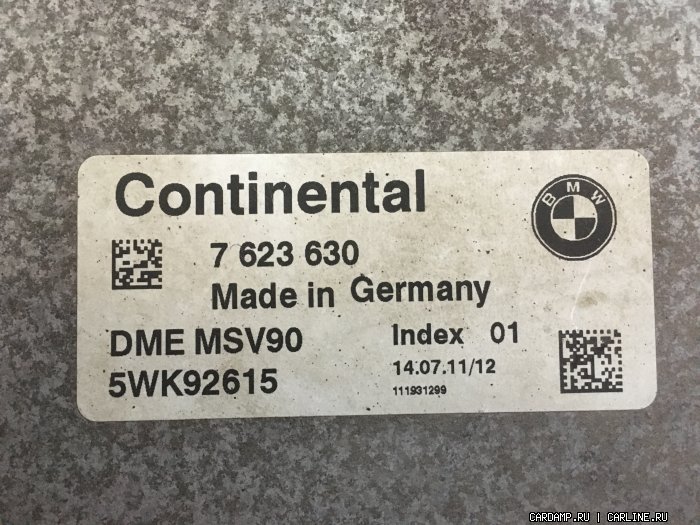 Continental
BMW
7 623 630
Made in Germany
DME MSV90 Index 01
5WK92615 14.07.11/12
111931299
CARDAMP.RU | CARLINE.RU